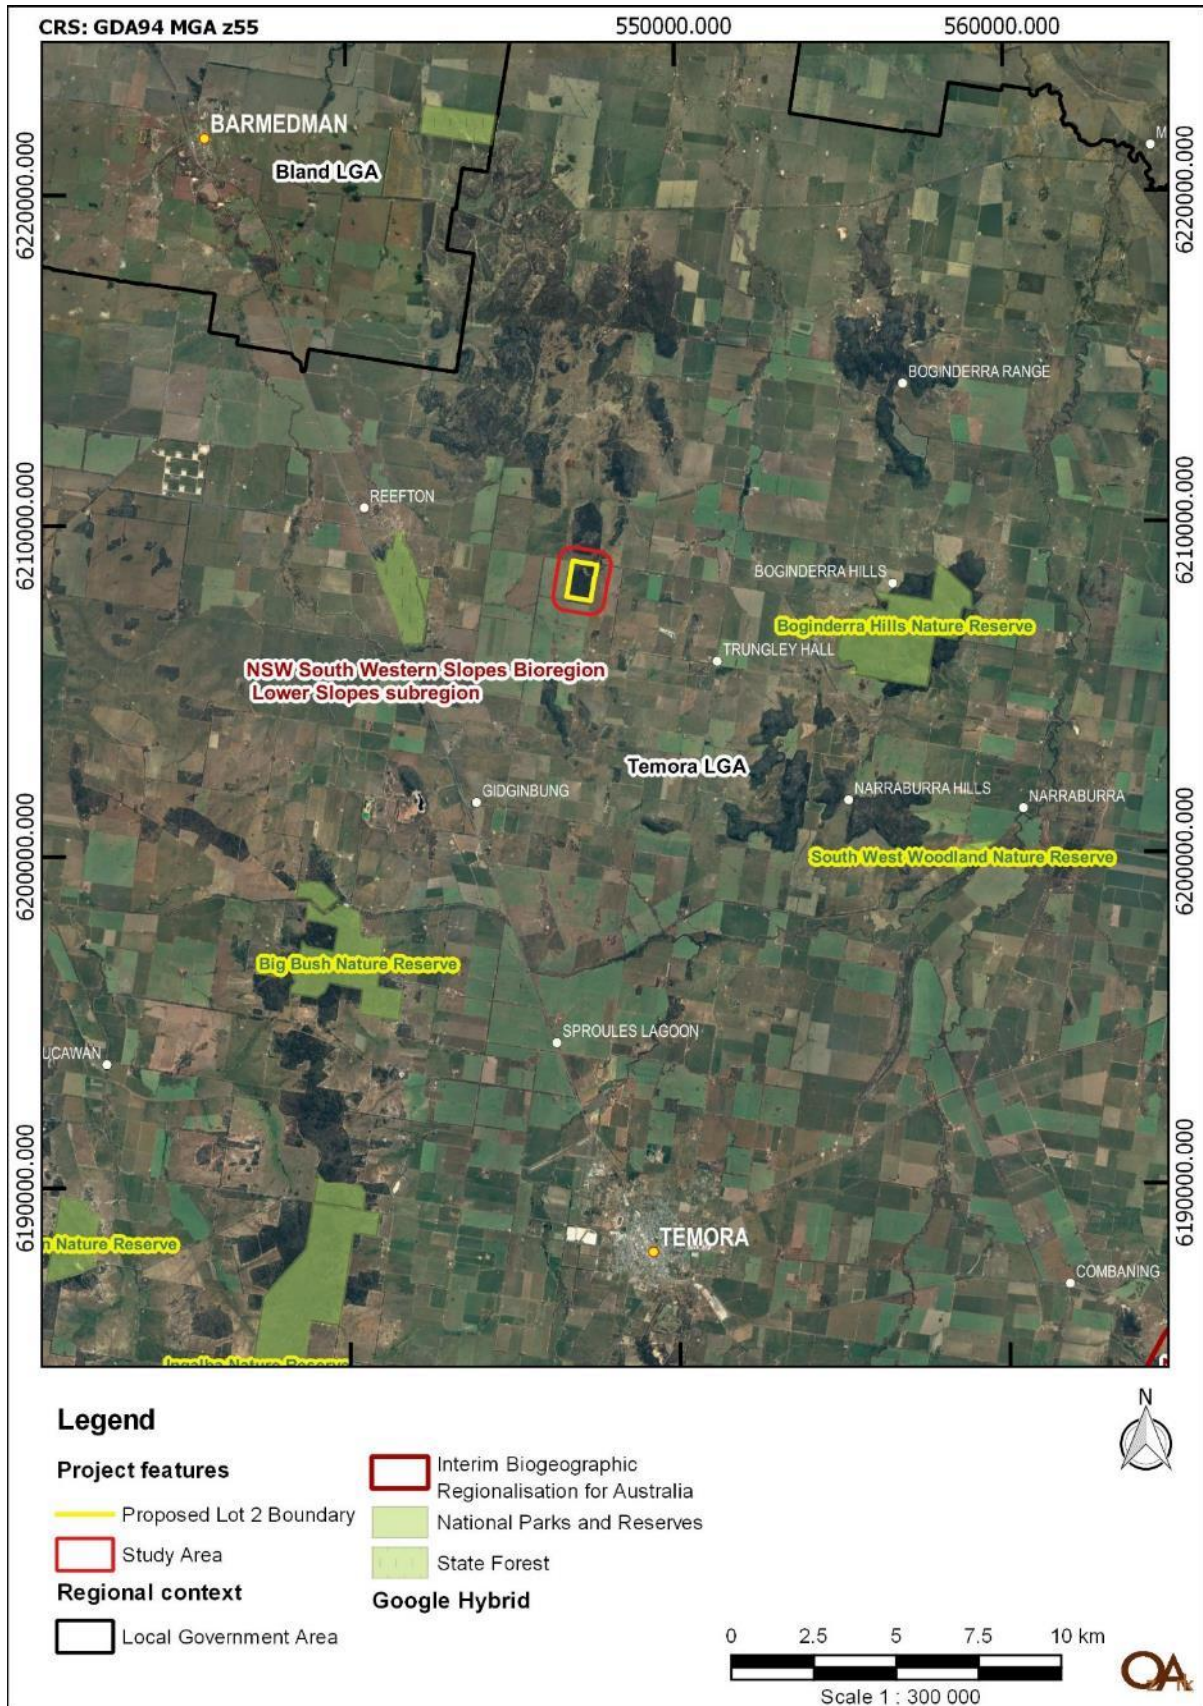 CRS: GDA94 MGA z55
550000.000
560000.000
BARMEDMAN
Bland LGA
M
6220000.000
6220000.000
BOGINDERRA RANGE
REEFTON
6210000.000
6210000.000
BOGINDERRA HILLS
Boginderra Hills Nature Reserve
TRUNGLEY HALL
NSW South Western Slopes Bioregion
Lower Slopes subregion
Temora LGA
GIDGINBUNG
NARRABURRA HILLS
NARRABURRA
6200000.000
6200000.000
South West Woodland Nature Reserve
Big Bush Nature Reserve
SPROULES LAGOON
UCAWAN
6190000.000
6190000.000
TEMORA
n Nature Reserve
COMBANING
Nature Reserve
N
Legend
Project features
Proposed Lot 2 Boundary
Study Area
Regional context
Local Government Area
Interim Biogeographic
Regionalisation for Australia
National Parks and Reserves
State Forest
Google Hybrid
0 2.5 5 7.5 10 km
Scale 1 : 300 000